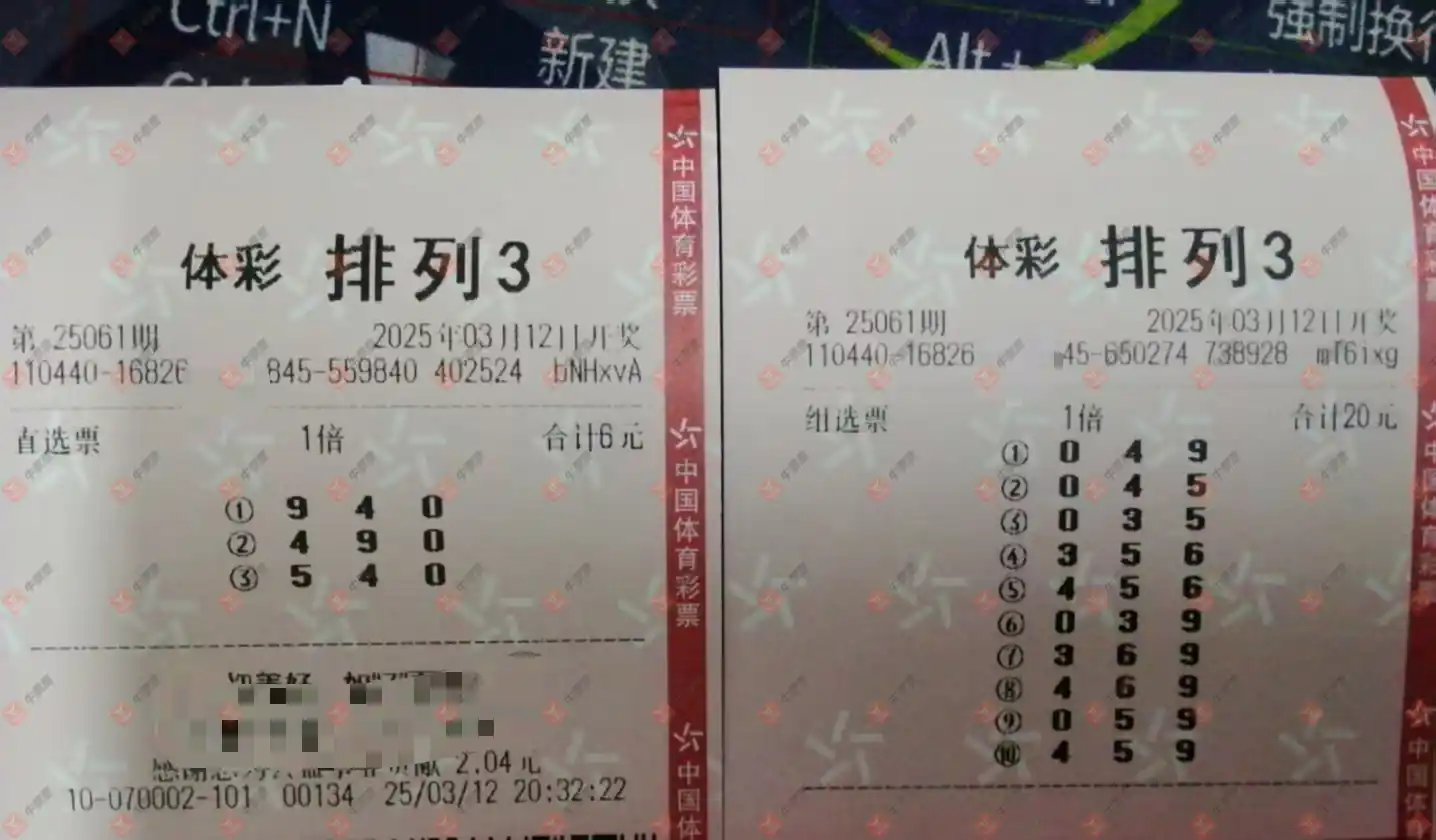 Ctrl+N
新建
Alt +
强制换行
体彩 排列3
第 25061期 2025年03月12日开奖
110440-16826 845-559840 402524 bNHxvA
直选票 1倍 合计6元
① 9 4 0
② 4 9 0
③ 5 4 0
2.04元
10-070002-101 00134 25/03/12 20:32:22
中国体育彩票
中国体育彩票
中国体
体彩 排列3
第 25061期 2025年03月12日开奖
110440-16826 45-650274 738928 mf6ixg
组选票 1倍 合计20元
① 0 4 9
② 0 4 5
③ 0 3 5
④ 3 5 6
⑤ 4 5 6
⑥ 0 3 9
⑦ 3 6 9
⑧ 4 6 9
⑨ 0 5 9
⑩ 4 5 9